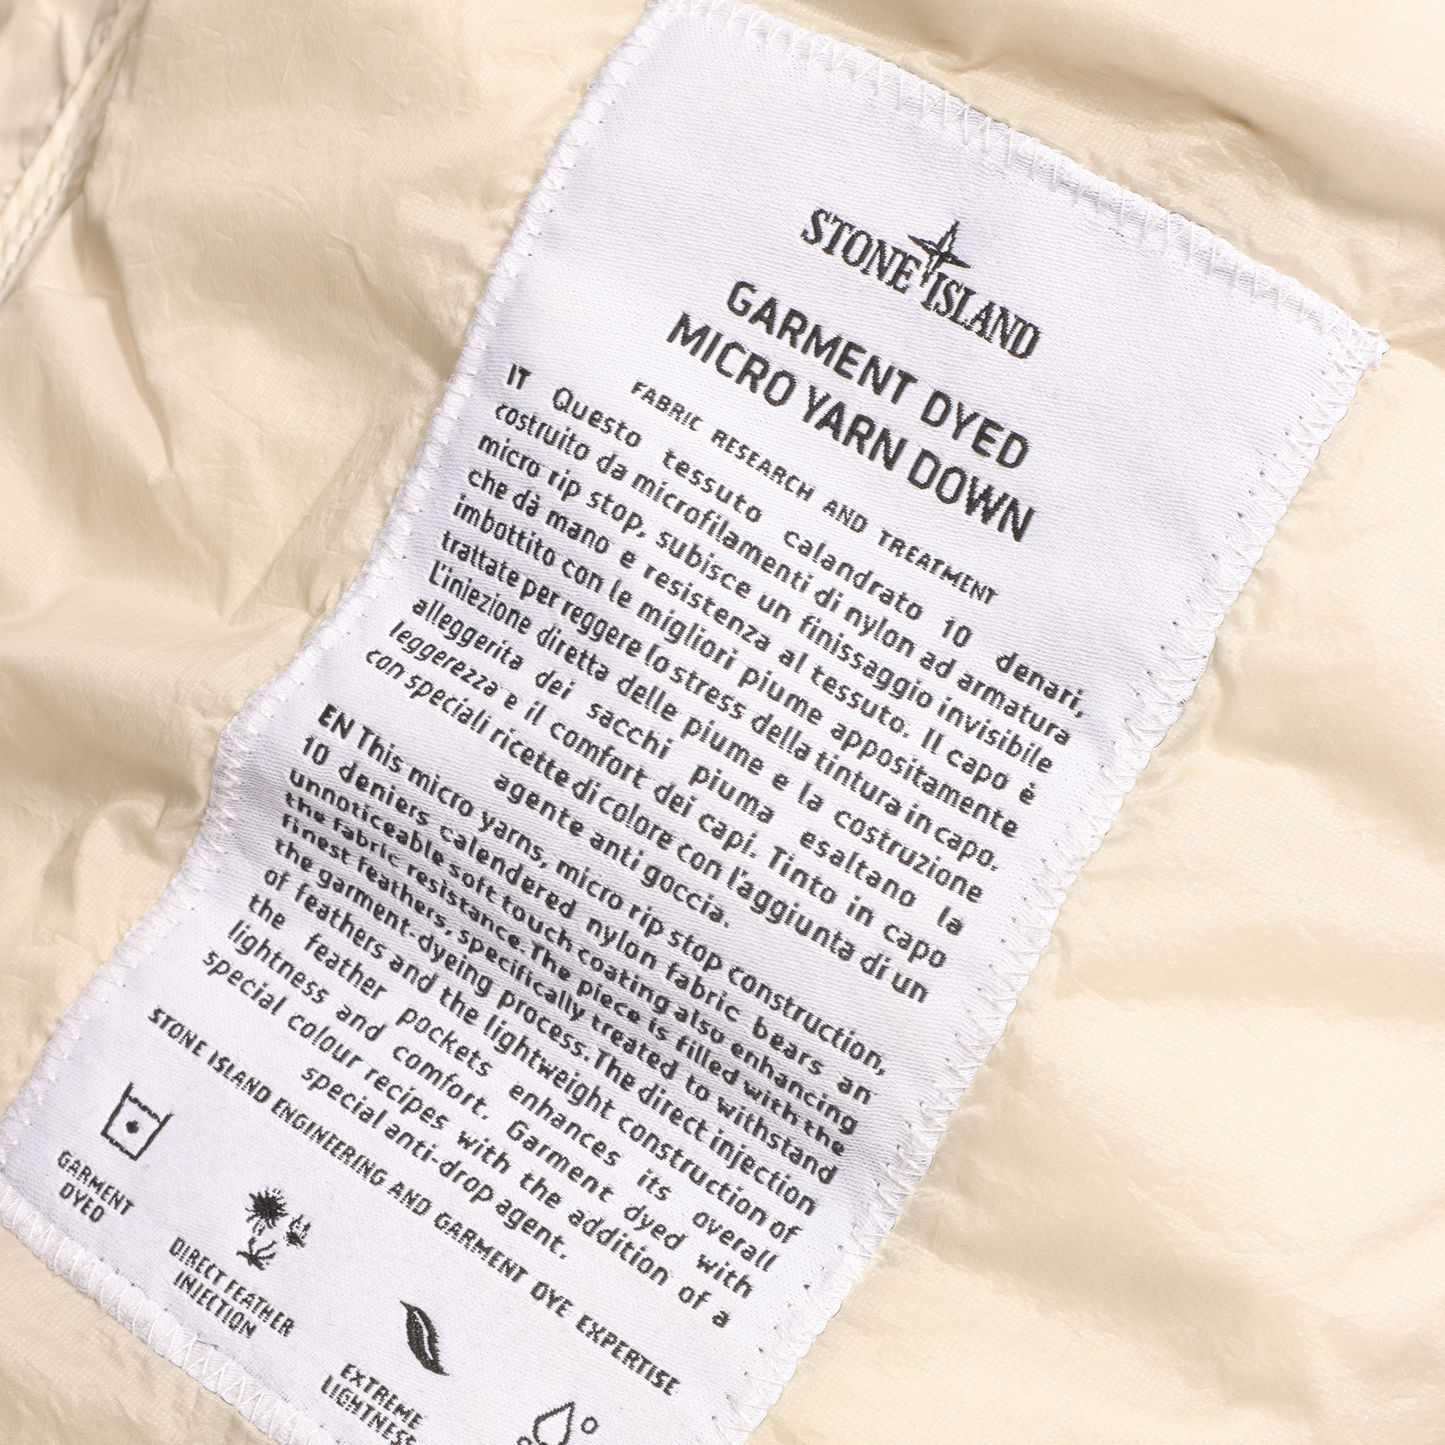 STONE ISLAND
GARMENT DYED
MICRO YARN DOWN
FABRIC RESEARCH AND TREATMENT
IT Questo tessuto calandrato 10 denari,
costruito da microfilamenti di nylon ad armatura
micro rip stop, subisce un finissaggio invisibile
che dà mano e resistenza al tessuto. Il capo è
imbottito con le migliori piume appositamente
trattate per reggere lo stress della tintura in capo.
L'iniezione diretta delle piume e la costruzione
alleggerita dei sacchi piuma esaltano la
leggerezza e il comfort dei capi. Tinto in capo
con speciali ricette di colore con l'aggiunta di un
agente anti goccia.
EN This micro yarns, micro rip stop construction,
10 deniers calendered nylon fabric bears an
unnoticeable soft touch coating also enhancing
the fabric resistance. The piece is filled with the
finest feathers, specifically treated to withstand
the garment-dyeing process. The direct injection
of feathers and the lightweight construction of
the feather pockets enhances its overall
lightness and comfort. Garment dyed with
special colour recipes with the addition of a
special anti-drop agent.
STONE ISLAND ENGINEERING AND GARMENT DYE EXPERTISE
GARMENT
DYED
DIRECT FEATHER
INJECTION
EXTREME
LIGHTNESS